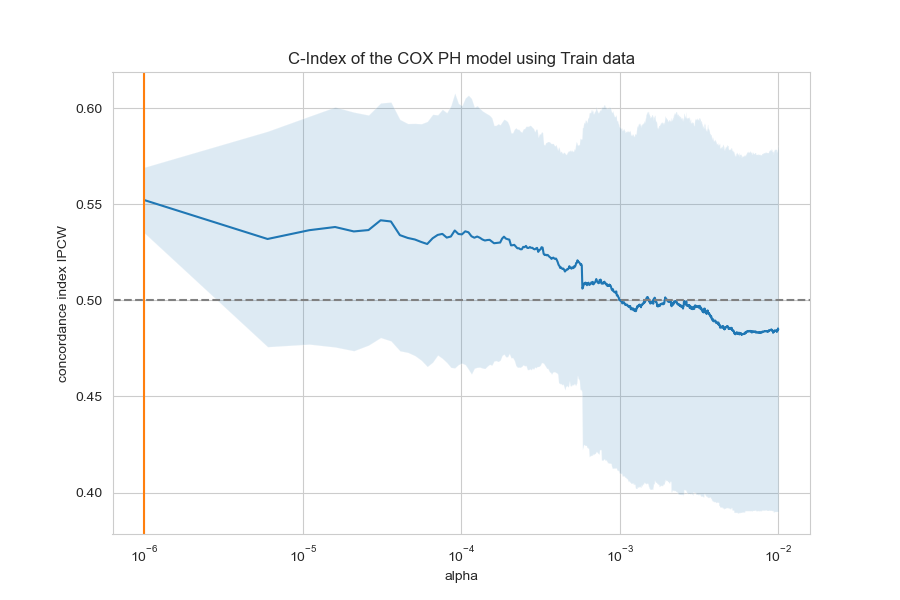 C-Index of the COX PH model using Train data
concordance index IPCW
0.60
0.55
0.50
0.45
0.40
10⁻⁶ 10⁻⁵ 10⁻⁴ 10⁻³ 10⁻²
alpha